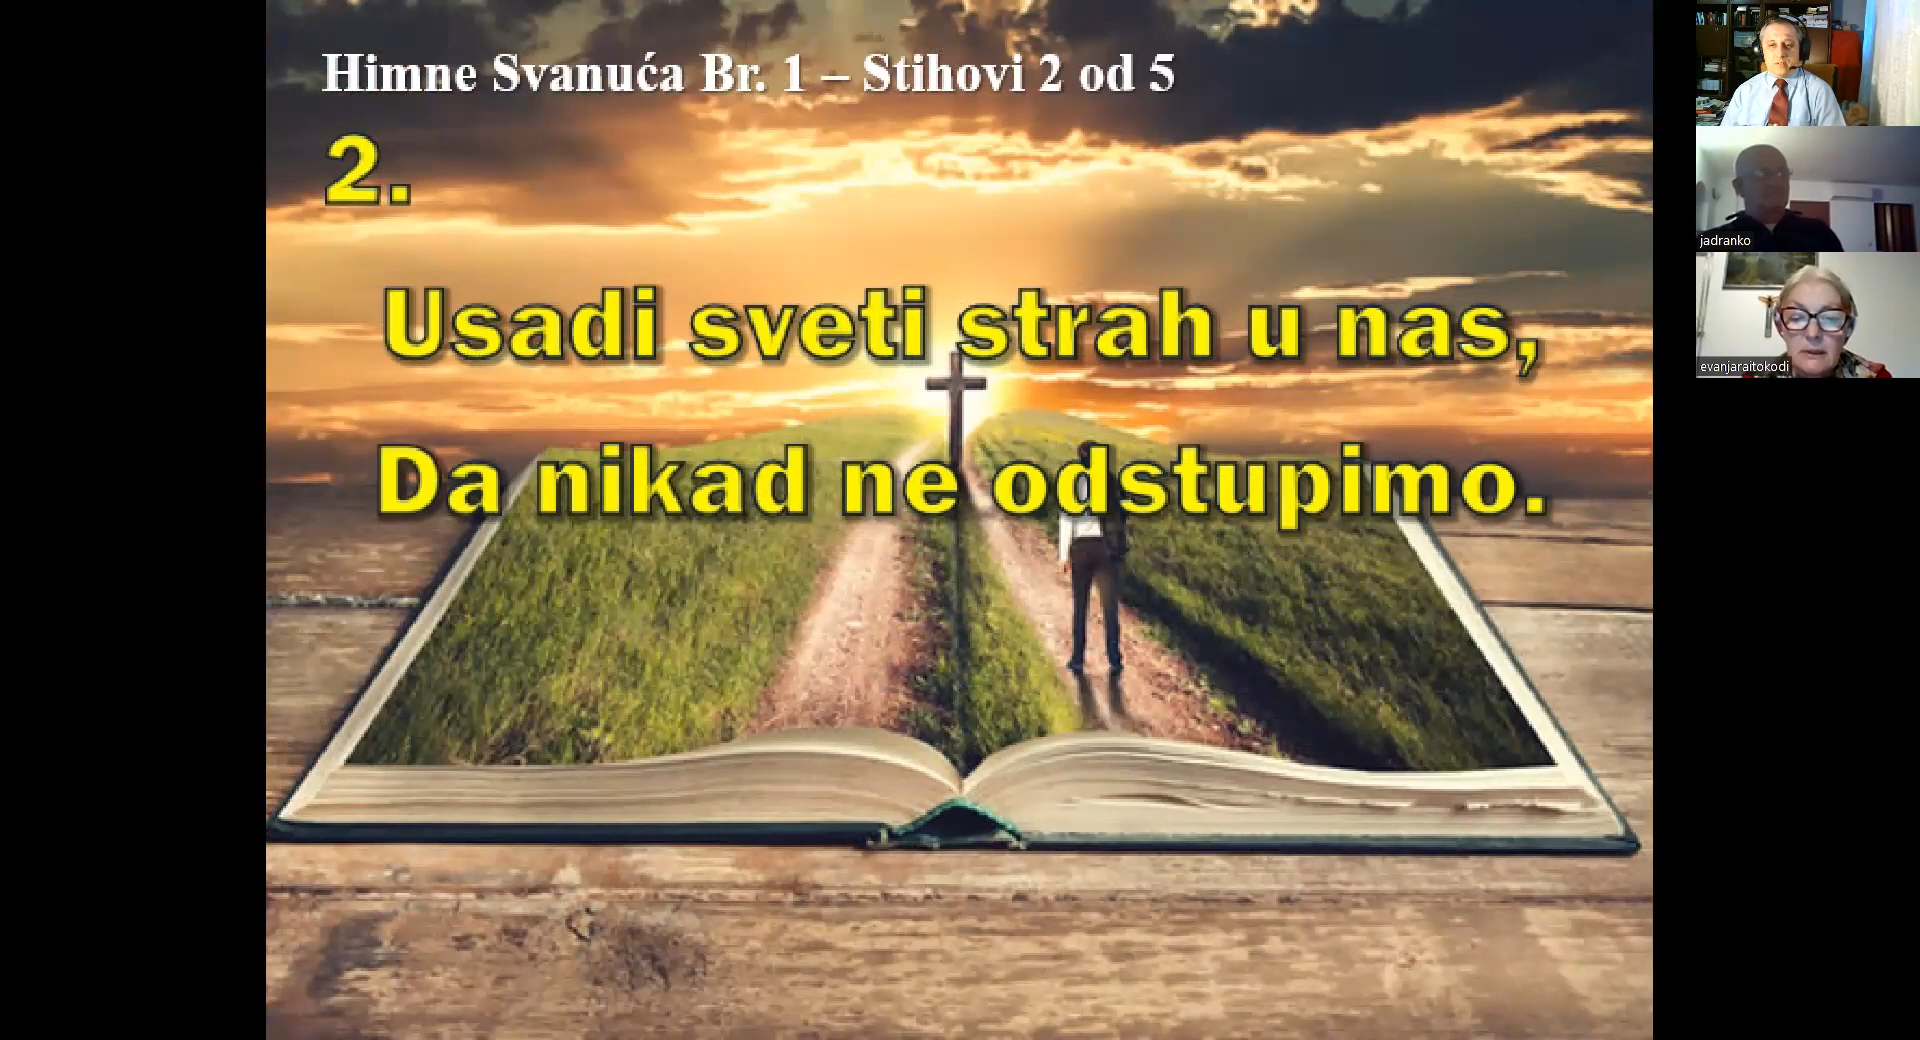 Himne Svanuća Br. 1 – Stihovi 2 od 5
2.
Usadi sveti strah u nas,
Da nikad ne odstupimo.
jadranko
evanjaraitokodi